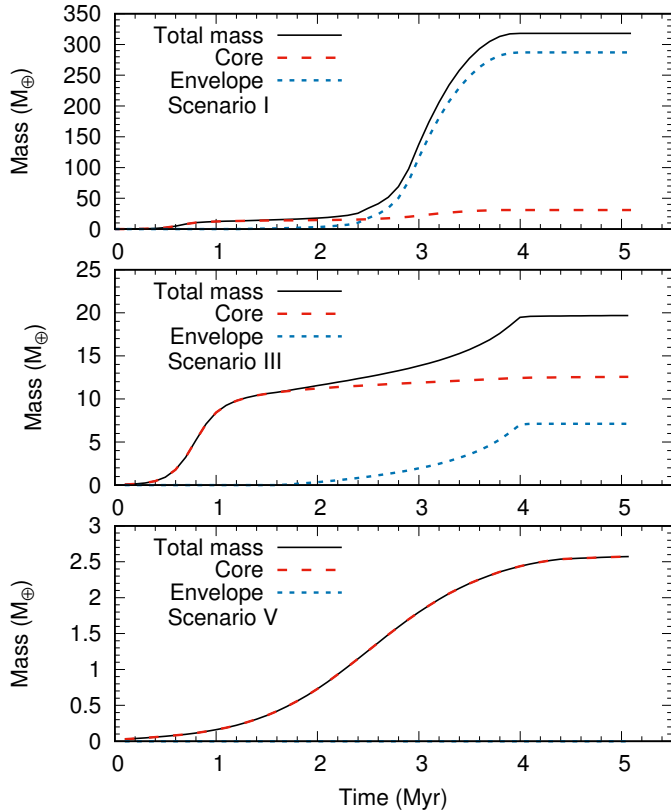 350
300
250
200
150
100
50
0
Mass (M⊕)
Total mass
Core
Envelope
Scenario I
0 1 2 3 4 5
25
20
15
10
5
0
Mass (M⊕)
Total mass
Core
Envelope
Scenario III
0 1 2 3 4 5
3
2.5
2
1.5
1
0.5
0
Mass (M⊕)
Total mass
Core
Envelope
Scenario V
0 1 2 3 4 5
Time (Myr)